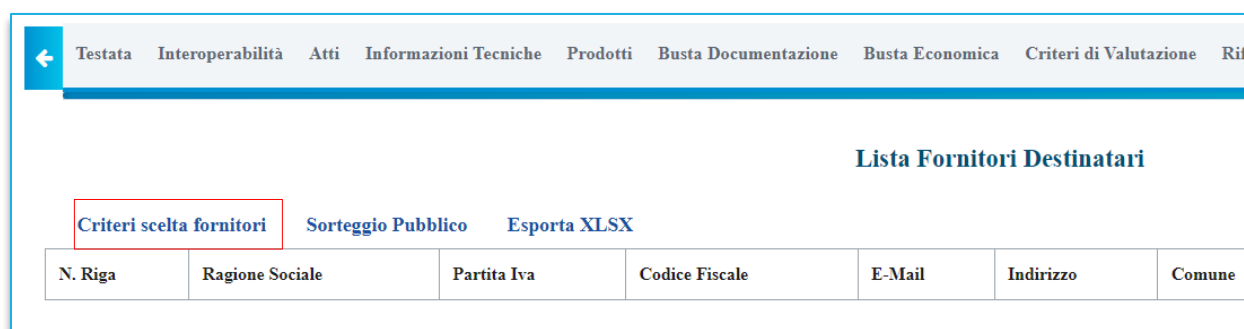 Testata Interoperabilità Atti Informazioni Tecniche Prodotti Busta Documentazione Busta Economica Criteri di Valutazione Rif
Lista Fornitori Destinatari
Criteri scelta fornitori Sorteggio Pubblico Esporta XLSX
N. Riga Ragione Sociale Partita Iva Codice Fiscale E-Mail Indirizzo Comune